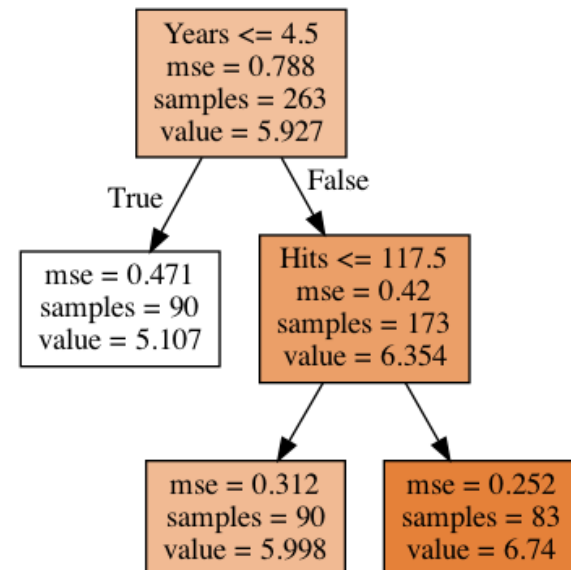 Years <= 4.5
mse = 0.788
samples = 263
value = 5.927
True
False
mse = 0.471
samples = 90
value = 5.107
Hits <= 117.5
mse = 0.42
samples = 173
value = 6.354
mse = 0.312
samples = 90
value = 5.998
mse = 0.252
samples = 83
value = 6.74